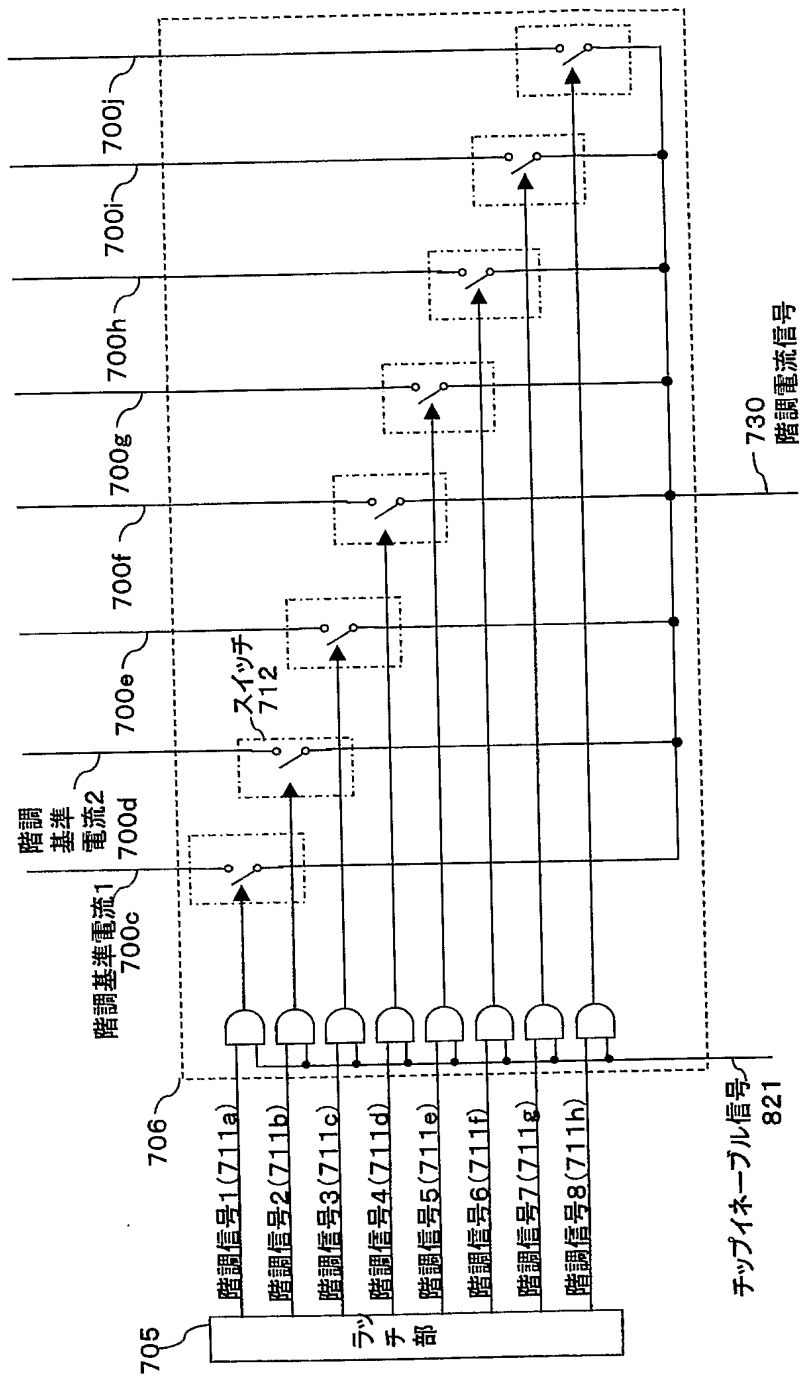 705
ラッ
チ部
706
階調信号1(711a)
階調信号2(711b)
階調信号3(711c)
階調信号4(711d)
階調信号5(711e)
階調信号6(711f)
階調信号7(711g)
階調信号8(711h)
チップイネーブル信号
821
階調基準電流1
700c
階調
基準
電流2
700d
スイッチ
712
700e
700f
700g
700h
700i
700j
730
階調電流信号